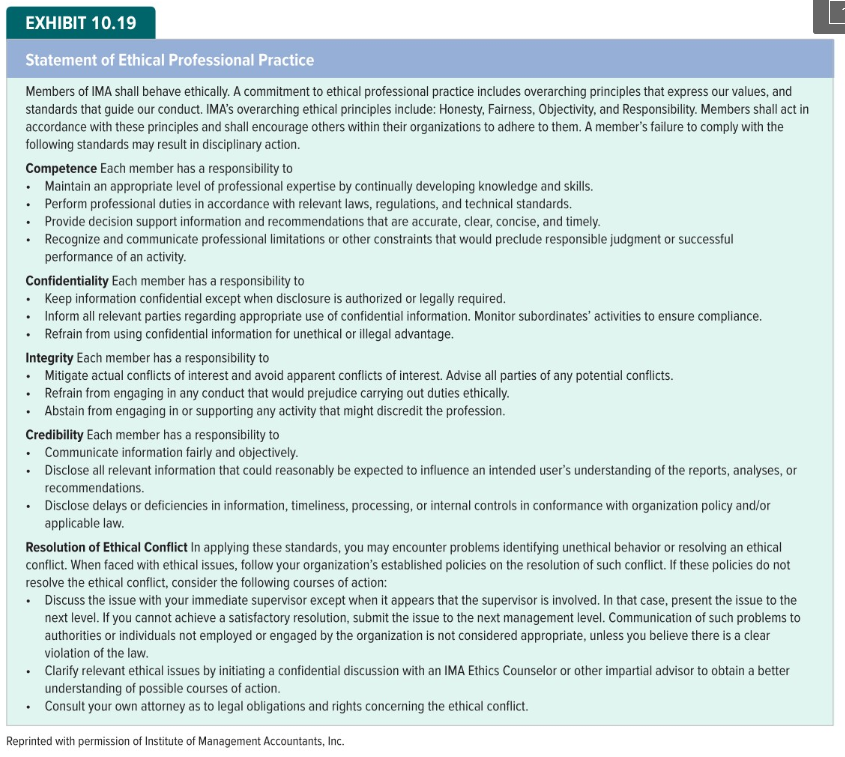 EXHIBIT 10.19
Statement of Ethical Professional Practice
Members of IMA shall behave ethically. A commitment to ethical professional practice includes overarching principles that express our values, and
standards that guide our conduct. IMA's overarching ethical principles include: Honesty, Fairness, Objectivity, and Responsibility. Members shall act in
accordance with these principles and shall encourage others within their organizations to adhere to them. A member's failure to comply with the
following standards may result in disciplinary action.
Competence Each member has a responsibility to
• Maintain an appropriate level of professional expertise by continually developing knowledge and skills.
• Perform professional duties in accordance with relevant laws, regulations, and technical standards.
• Provide decision support information and recommendations that are accurate, clear, concise, and timely.
• Recognize and communicate professional limitations or other constraints that would preclude responsible judgment or successful
performance of an activity.
Confidentiality Each member has a responsibility to
• Keep information confidential except when disclosure is authorized or legally required.
• Inform all relevant parties regarding appropriate use of confidential information. Monitor subordinates' activities to ensure compliance.
• Refrain from using confidential information for unethical or illegal advantage.
Integrity Each member has a responsibility to
• Mitigate actual conflicts of interest and avoid apparent conflicts of interest. Advise all parties of any potential conflicts.
• Refrain from engaging in any conduct that would prejudice carrying out duties ethically.
• Abstain from engaging in or supporting any activity that might discredit the profession.
Credibility Each member has a responsibility to
• Communicate information fairly and objectively.
• Disclose all relevant information that could reasonably be expected to influence an intended user's understanding of the reports, analyses, or
recommendations.
• Disclose delays or deficiencies in information, timeliness, processing, or internal controls in conformance with organization policy and/or
applicable law.
Resolution of Ethical Conflict In applying these standards, you may encounter problems identifying unethical behavior or resolving an ethical
conflict. When faced with ethical issues, follow your organization's established policies on the resolution of such conflict. If these policies do not
resolve the ethical conflict, consider the following courses of action:
• Discuss the issue with your immediate supervisor except when it appears that the supervisor is involved. In that case, present the issue to the
next level. If you cannot achieve a satisfactory resolution, submit the issue to the next management level. Communication of such problems to
authorities or individuals not employed or engaged by the organization is not considered appropriate, unless you believe there is a clear
violation of the law.
• Clarify relevant ethical issues by initiating a confidential discussion with an IMA Ethics Counselor or other impartial advisor to obtain a better
understanding of possible courses of action.
• Consult your own attorney as to legal obligations and rights concerning the ethical conflict.
Reprinted with permission of Institute of Management Accountants, Inc.